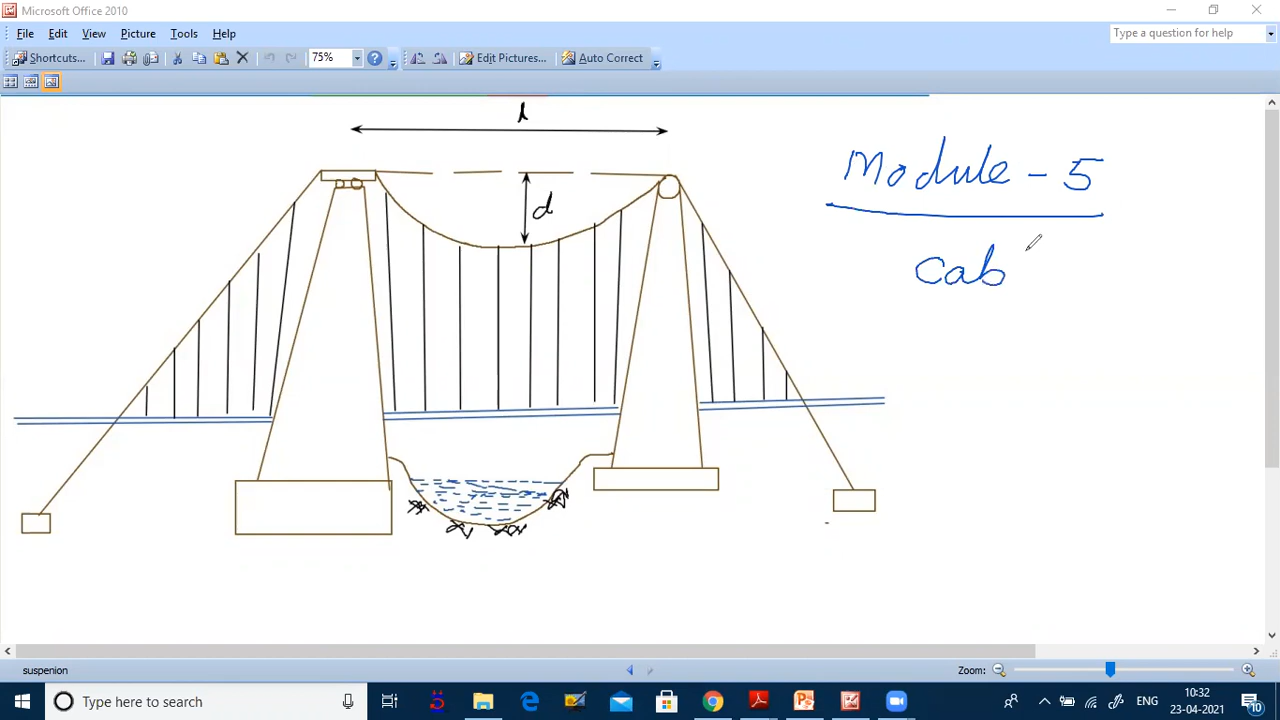 Microsoft Office 2010
File Edit View Picture Tools Help
Type a question for help
Shortcuts... 75% Edit Pictures... Auto Correct
l
d
Module - 5
cab
suspenion
Zoom:
Type here to search
ENG
10:32
23-04-2021
10